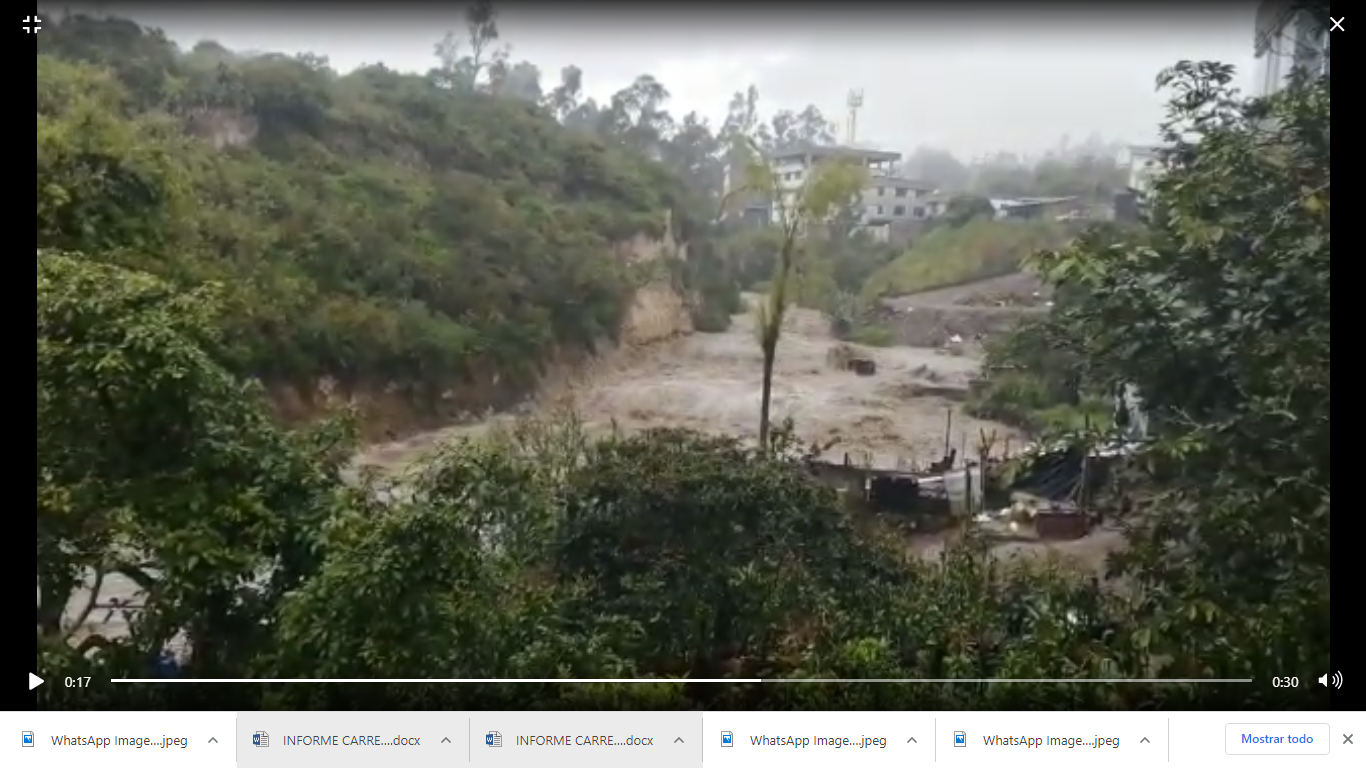 0:17
0:30
WhatsApp Image....jpeg
INFORME CARRE....docx
INFORME CARRE....docx
WhatsApp Image....jpeg
WhatsApp Image....jpeg
Mostrar todo